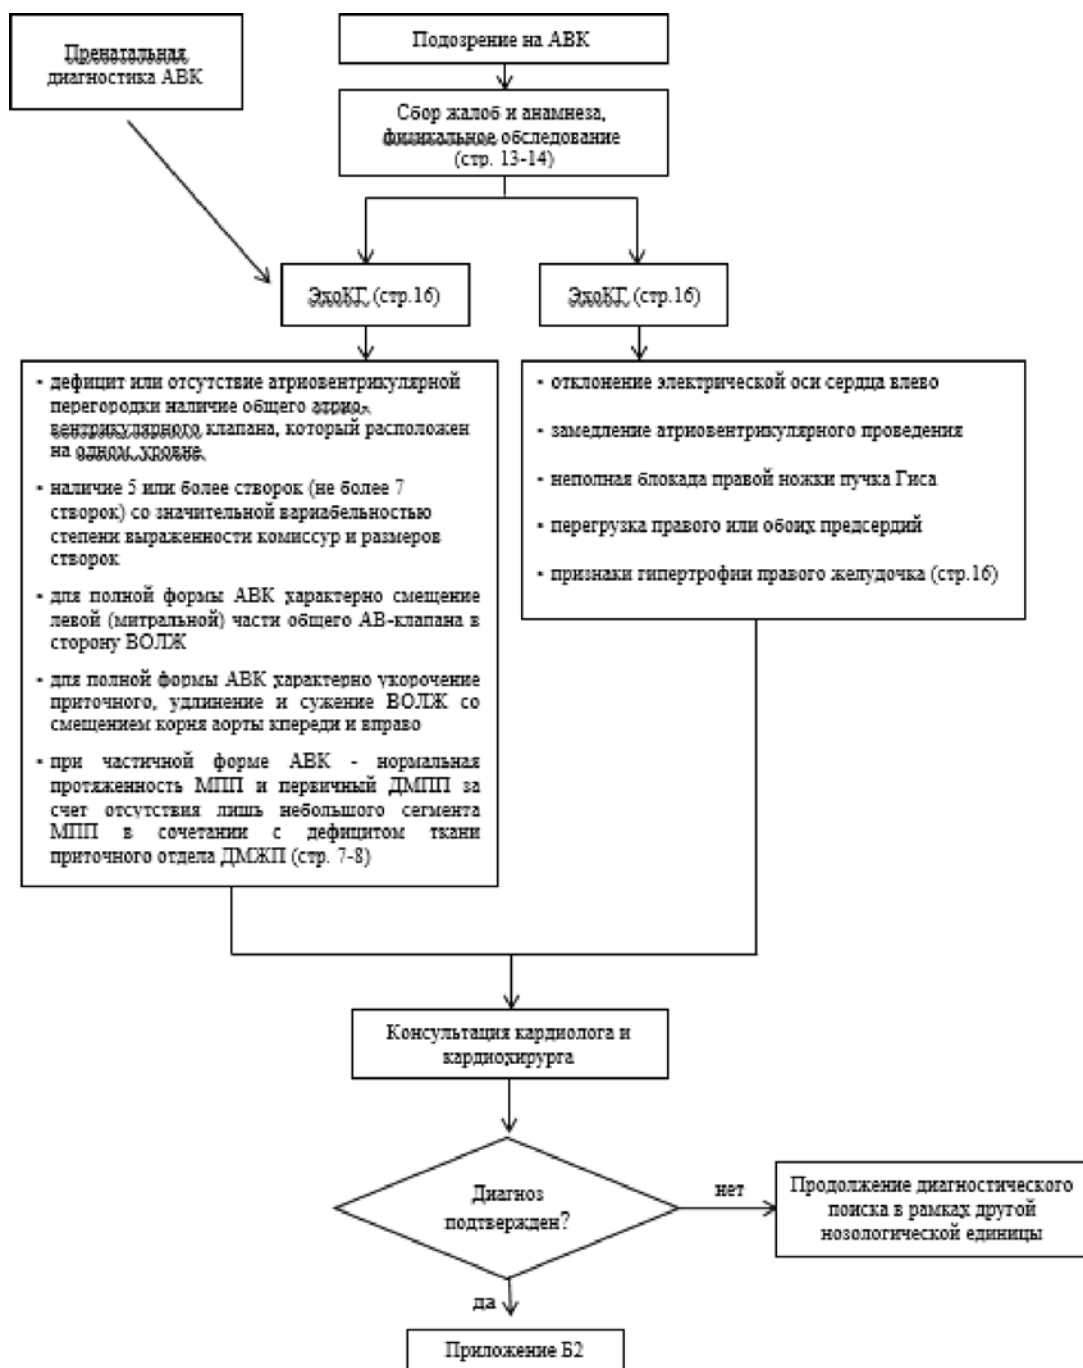 Пренатальная
диагностика АВК
Подозрение на АВК
Сбор жалоб и анамнеза,
физикальное обследование
(стр. 13-14)
ЭхоКГ (стр.16)
ЭхоКГ (стр.16)
- дефицит или отсутствие атриовентрикулярной
перегородки наличие общего атрио-
вентрикулярного клапана, который расположен
на одном уровне
- наличие 5 или более створок (не более 7
створок) со значительной вариабельностью
степени выраженности комиссур и размеров
створок
- для полной формы АВК характерно смещение
левой (митральной) части общего АВ-клапана в
сторону ВОЛЖ
- для полной формы АВК характерно укорочение
приточного, удлинение и сужение ВОЛЖ со
смещением корня аорты кпереди и вправо
- при частичной форме АВК - нормальная
протяженность МПП и первичный ДМПП за
счет отсутствия лишь небольшого сегмента
МПП в сочетании с дефицитом ткани
приточного отдела ДМЖП (стр. 7-8)
- отклонение электрической оси сердца влево
- замедление атриовентрикулярного проведения
- неполная блокада правой ножки пучка Гиса
- перегрузка правого или обоих предсердий
- признаки гипертрофии правого желудочка (стр.16)
Консультация кардиолога и
кардиохирурга
Диагноз
подтвержден?
нет
Продолжение диагностического
поиска в рамках другой
нозологической единицы
да
Приложение Б2